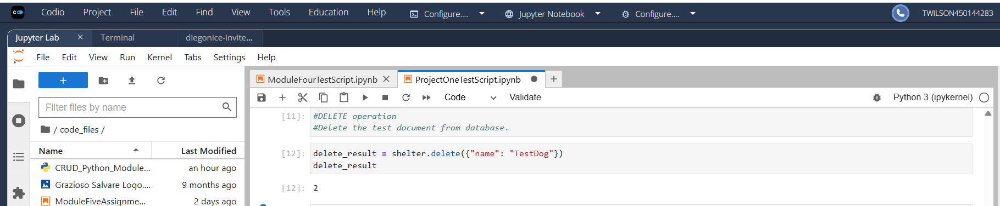 Codio Project File Edit Find View Tools Education Help Configure.... Jupyter Notebook Configure.... TWILSON450144283
Jupyter Lab Terminal diegonice-invite...
File Edit View Run Kernel Tabs Settings Help
ModuleFourTestScript.ipynb ProjectOneTestScript.ipynb
Code Validate Python 3 (ipykernel)
Filter files by name
/ code_files /
Name Last Modified
CRUD_Python_Module... an hour ago
Grazioso Salvare Logo.... 9 months ago
ModuleFiveAssignme... 2 days ago
[11]: #DELETE operation
#Delete the test document from database.
[12]: delete_result = shelter.delete({"name": "TestDog"})
delete_result
[12]: 2